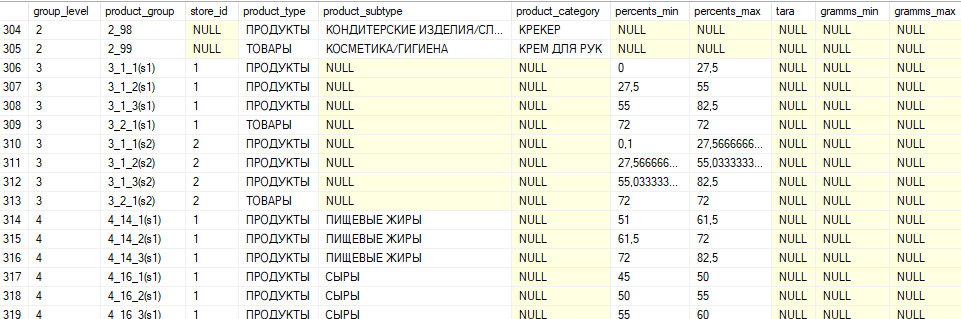 group_level product_group store_id product_type product_subtype product_category percents_min percents_max tara gramms_min gramms_max
304 2 2_98 NULL ПРОДУКТЫ КОНДИТЕРСКИЕ ИЗДЕЛИЯ/СЛ... КРЕКЕР NULL NULL NULL NULL NULL
305 2 2_99 NULL ТОВАРЫ КОСМЕТИКА/ГИГИЕНА КРЕМ ДЛЯ РУК NULL NULL NULL NULL NULL
306 3 3_1_1(s1) 1 ПРОДУКТЫ NULL NULL 0 27,5 NULL NULL NULL
307 3 3_1_2(s1) 1 ПРОДУКТЫ NULL NULL 27,5 55 NULL NULL NULL
308 3 3_1_3(s1) 1 ПРОДУКТЫ NULL NULL 55 82,5 NULL NULL NULL
309 3 3_2_1(s1) 1 ТОВАРЫ NULL NULL 72 72 NULL NULL NULL
310 3 3_1_1(s2) 2 ПРОДУКТЫ NULL NULL 0,1 27,5666666... NULL NULL NULL
311 3 3_1_2(s2) 2 ПРОДУКТЫ NULL NULL 27,566666... 55,0333333... NULL NULL NULL
312 3 3_1_3(s2) 2 ПРОДУКТЫ NULL NULL 55,033333... 82,5 NULL NULL NULL
313 3 3_2_1(s2) 2 ТОВАРЫ NULL NULL 72 72 NULL NULL NULL
314 4 4_14_1(s1) 1 ПРОДУКТЫ ПИЩЕВЫЕ ЖИРЫ NULL 51 61,5 NULL NULL NULL
315 4 4_14_2(s1) 1 ПРОДУКТЫ ПИЩЕВЫЕ ЖИРЫ NULL 61,5 72 NULL NULL NULL
316 4 4_14_3(s1) 1 ПРОДУКТЫ ПИЩЕВЫЕ ЖИРЫ NULL 72 82,5 NULL NULL NULL
317 4 4_16_1(s1) 1 ПРОДУКТЫ СЫРЫ NULL 45 50 NULL NULL NULL
318 4 4_16_2(s1) 1 ПРОДУКТЫ СЫРЫ NULL 50 55 NULL NULL NULL
319 4 4_16_3(s1) 1 ПРОДУКТЫ СЫРЫ NULL 55 60 NULL NULL NULL